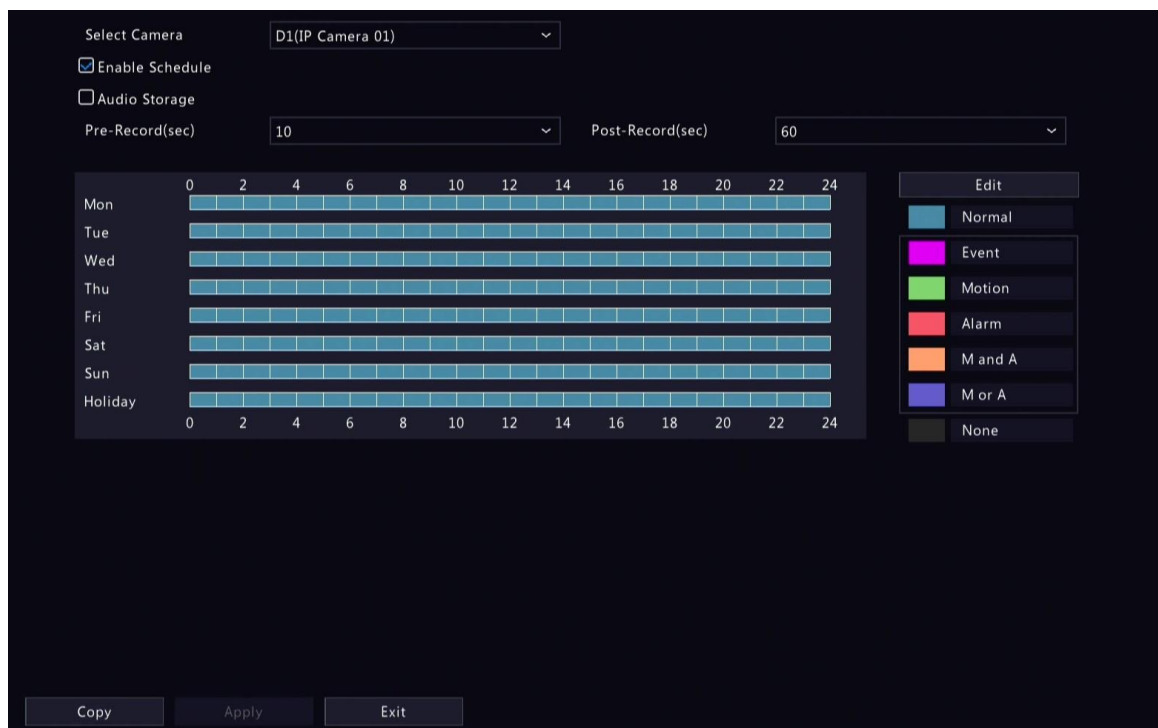 Select Camera D1(IP Camera 01)
Enable Schedule
Audio Storage
Pre-Record(sec) 10 Post-Record(sec) 60
0 2 4 6 8 10 12 14 16 18 20 22 24
Mon
Tue
Wed
Thu
Fri
Sat
Sun
Holiday
0 2 4 6 8 10 12 14 16 18 20 22 24
Edit
Normal
Event
Motion
Alarm
M and A
M or A
None
Copy Apply Exit